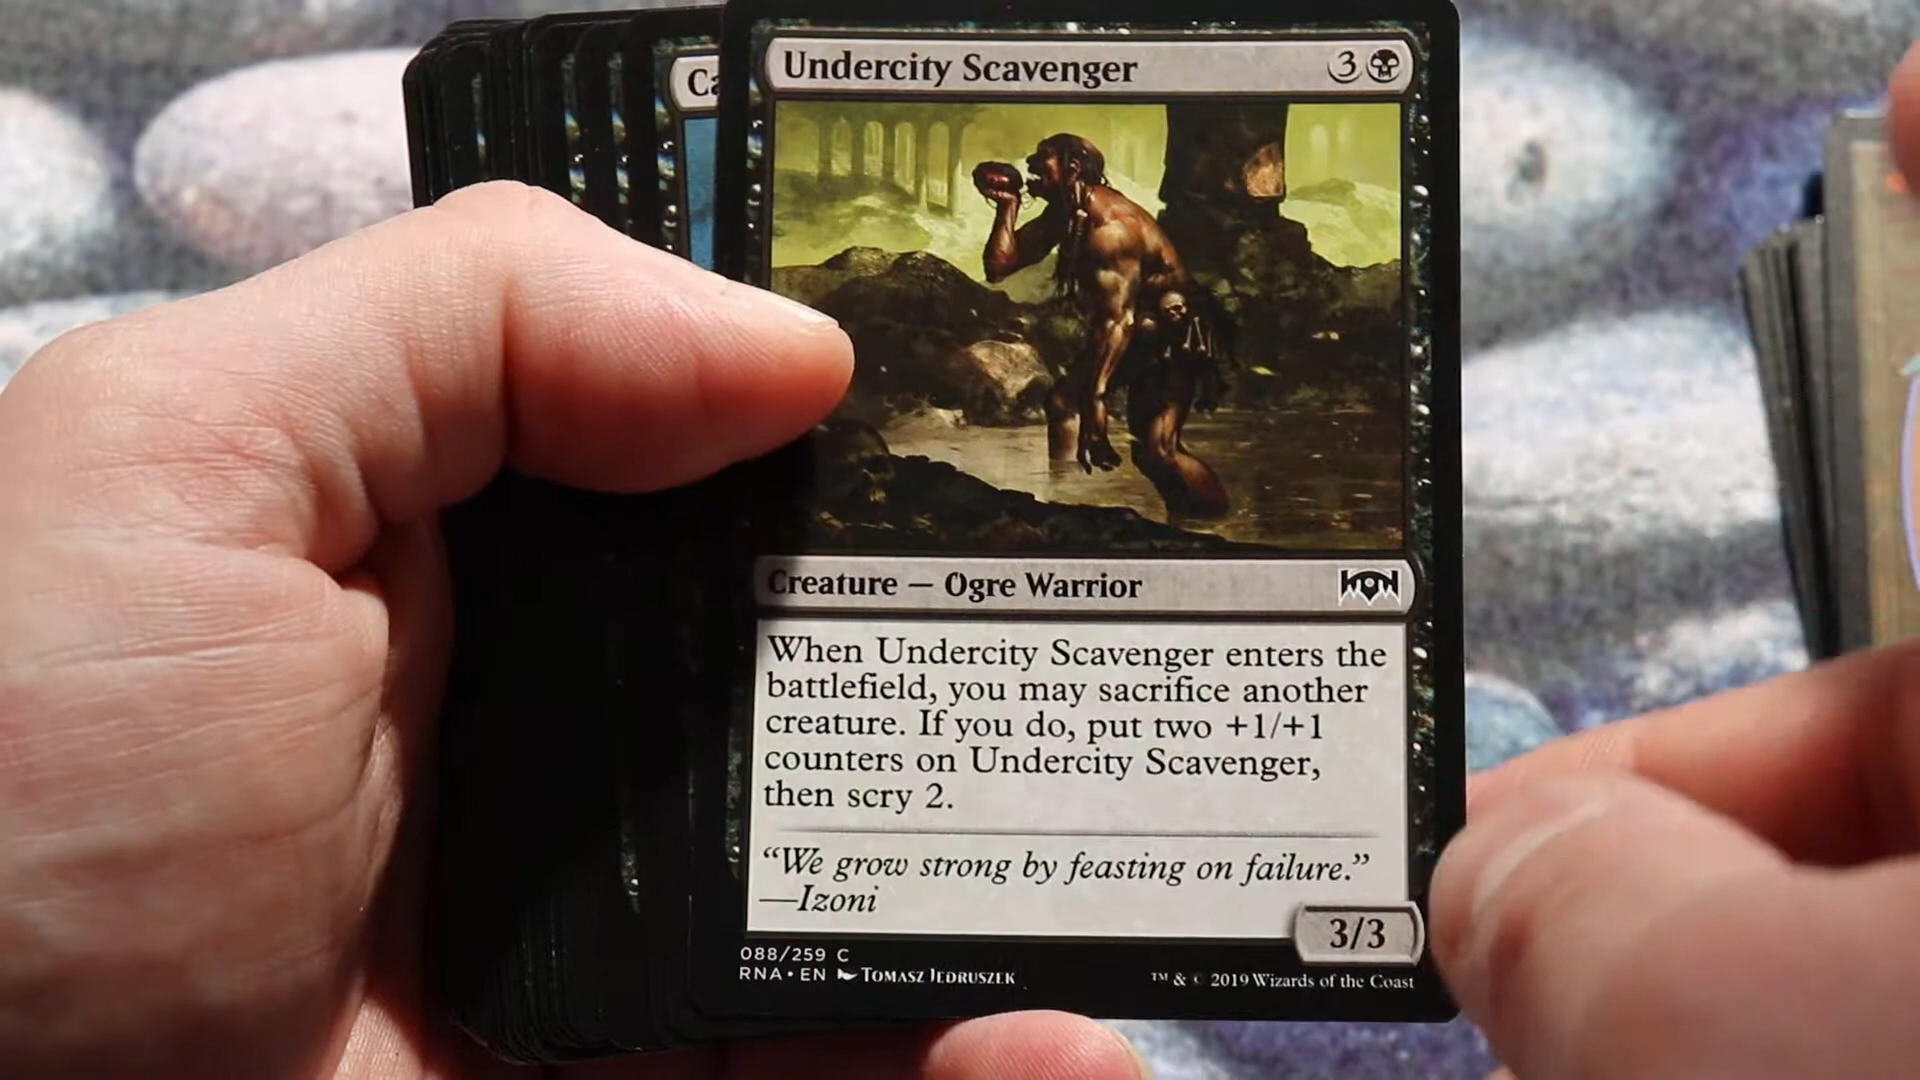 Ca
Undercity Scavenger 3
Creature — Ogre Warrior
When Undercity Scavenger enters the
battlefield, you may sacrifice another
creature. If you do, put two +1/+1
counters on Undercity Scavenger,
then scry 2.
“We grow strong by feasting on failure.”
—Izoni
3/3
088/259 C
RNA • EN TOMASZ JEDRUSZEK
™ & © 2019 Wizards of the Coast